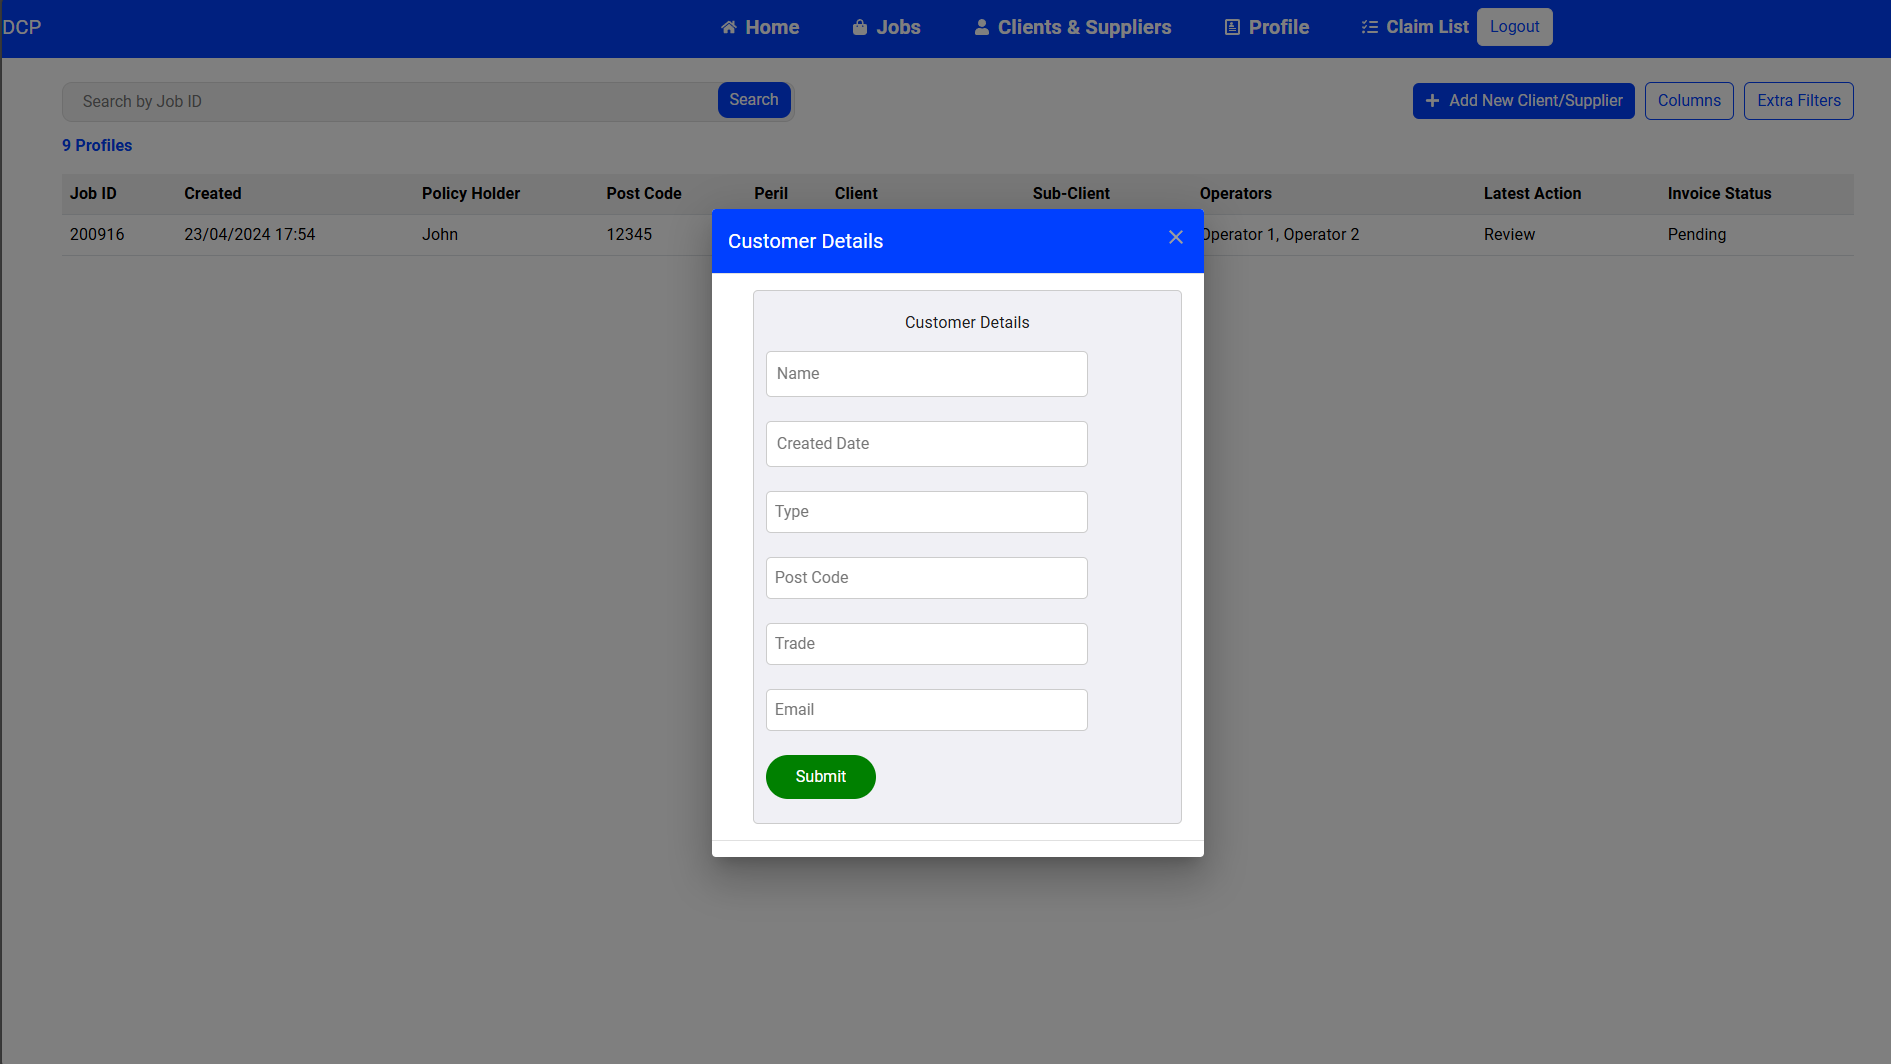 DCP
Home
Jobs
Clients & Suppliers
Profile
Claim List
Logout
Search by Job ID
Search
Add New Client/Supplier
Columns
Extra Filters
9 Profiles
Job ID Created Policy Holder Post Code Peril Client Sub-Client Operators Latest Action Invoice Status
200916 23/04/2024 17:54 John 12345 Operator 1, Operator 2 Review Pending
Customer Details
Customer Details
Name
Created Date
Type
Post Code
Trade
Email
Submit